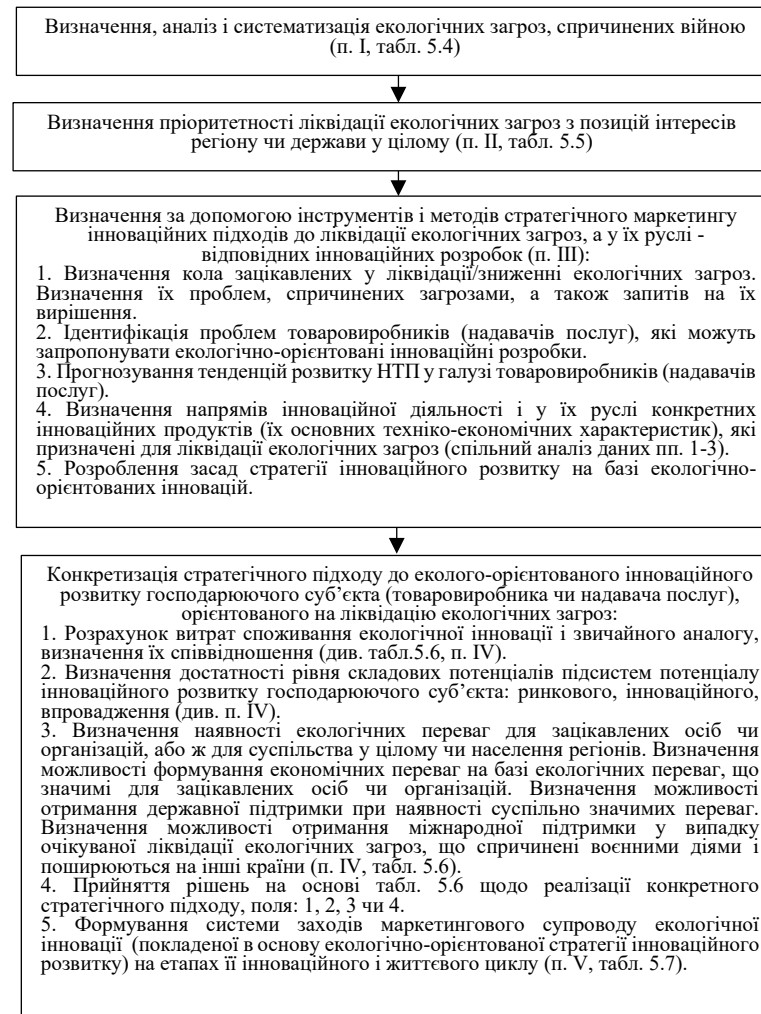 Визначення, аналіз і систематизація екологічних загроз, спричинених війною
(п. I, табл. 5.4)
Визначення пріоритетності ліквідації екологічних загроз з позицій інтересів
регіону чи держави у цілому (п. II, табл. 5.5)
Визначення за допомогою інструментів і методів стратегічного маркетингу
інноваційних підходів до ліквідації екологічних загроз, а у їх руслі -
відповідних інноваційних розробок (п. III):
1. Визначення кола зацікавлених у ліквідації/зниженні екологічних загроз.
Визначення їх проблем, спричинених загрозами, а також запитів на їх
вирішення.
2. Ідентифікація проблем товаровиробників (надавачів послуг), які можуть
запропонувати екологічно-орієнтовані інноваційні розробки.
3. Прогнозування тенденцій розвитку НТП у галузі товаровиробників (надавачів
послуг).
4. Визначення напрямів інноваційної діяльності і у їх руслі конкретних
інноваційних продуктів (їх основних техніко-економічних характеристик), які
призначені для ліквідації екологічних загроз (спільний аналіз даних пп. 1-3).
5. Розроблення засад стратегії інноваційного розвитку на базі екологічно-
орієнтованих інновацій.
Конкретизація стратегічного підходу до еколого-орієнтованого інноваційного
розвитку господарюючого суб’єкта (товаровиробника чи надавача послуг),
орієнтованого на ліквідацію екологічних загроз:
1. Розрахунок витрат споживання екологічної інновації і звичайного аналогу,
визначення їх співвідношення (див. табл.5.6, п. IV).
2. Визначення достатності рівня складових потенціалів підсистем потенціалу
інноваційного розвитку господарюючого суб’єкта: ринкового, інноваційного,
впровадження (див. п. IV).
3. Визначення наявності екологічних переваг для зацікавлених осіб чи
організацій, або ж для суспільства у цілому чи населення регіонів. Визначення
можливості формування економічних переваг на базі екологічних переваг, що
значимі для зацікавлених осіб чи організацій. Визначення можливості
отримання державної підтримки при наявності суспільно значимих переваг.
Визначення можливості отримання міжнародної підтримки у випадку
очікуваної ліквідації екологічних загроз, що спричинені воєнними діями і
поширюються на інші країни (п. IV, табл. 5.6).
4. Прийняття рішень на основі табл. 5.6 щодо реалізації конкретного
стратегічного підходу, поля: 1, 2, 3 чи 4.
5. Формування системи заходів маркетингового супроводу екологічної
інновації (покладеної в основу екологічно-орієнтованої стратегії інноваційного
розвитку) на етапах її інноваційного і життєвого циклу (п. V, табл. 5.7).